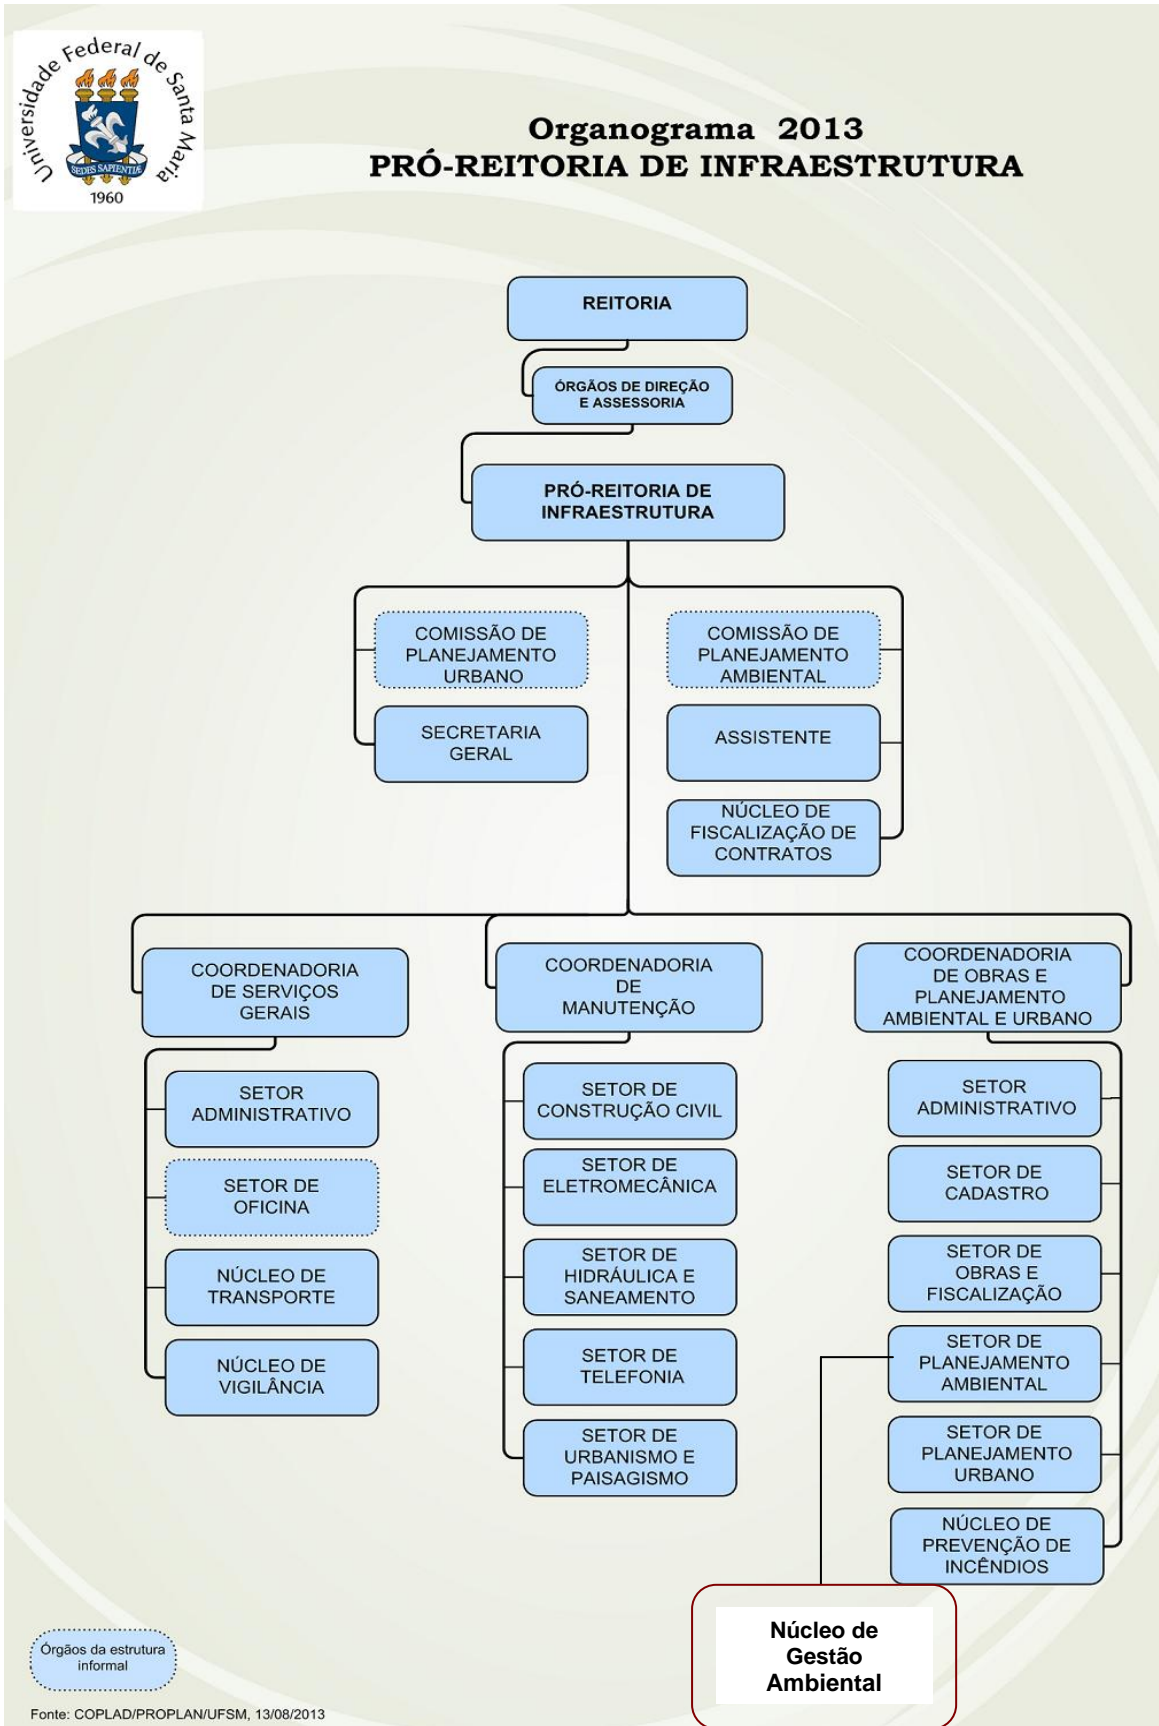 Universidade Federal de Santa Maria
SEDES SAPIENTIÆ
1960
Organograma 2013
PRÓ-REITORIA DE INFRAESTRUTURA
REITORIA
ÓRGÃOS DE DIREÇÃO
E ASSESSORIA
PRÓ-REITORIA DE
INFRAESTRUTURA
COMISSÃO DE
PLANEJAMENTO
URBANO
COMISSÃO DE
PLANEJAMENTO
AMBIENTAL
SECRETARIA
GERAL
ASSISTENTE
NÚCLEO DE
FISCALIZAÇÃO DE
CONTRATOS
COORDENADORIA
DE SERVIÇOS
GERAIS
SETOR
ADMINISTRATIVO
SETOR DE
OFICINA
NÚCLEO DE
TRANSPORTE
NÚCLEO DE
VIGILÂNCIA
COORDENADORIA
DE
MANUTENÇÃO
SETOR DE
CONSTRUÇÃO CIVIL
SETOR DE
ELETROMECÂNICA
SETOR DE
HIDRÁULICA E
SANEAMENTO
SETOR DE
TELEFONIA
SETOR DE
URBANISMO E
PAISAGISMO
COORDENADORIA
DE OBRAS E
PLANEJAMENTO
AMBIENTAL E URBANO
SETOR
ADMINISTRATIVO
SETOR DE
CADASTRO
SETOR DE
OBRAS E
FISCALIZAÇÃO
SETOR DE
PLANEJAMENTO
AMBIENTAL
SETOR DE
PLANEJAMENTO
URBANO
NÚCLEO DE
PREVENÇÃO DE
INCÊNDIOS
Núcleo de
Gestão
Ambiental
Órgãos da estrutura
informal
Fonte: COPLAD/PROPLAN/UFSM, 13/08/2013